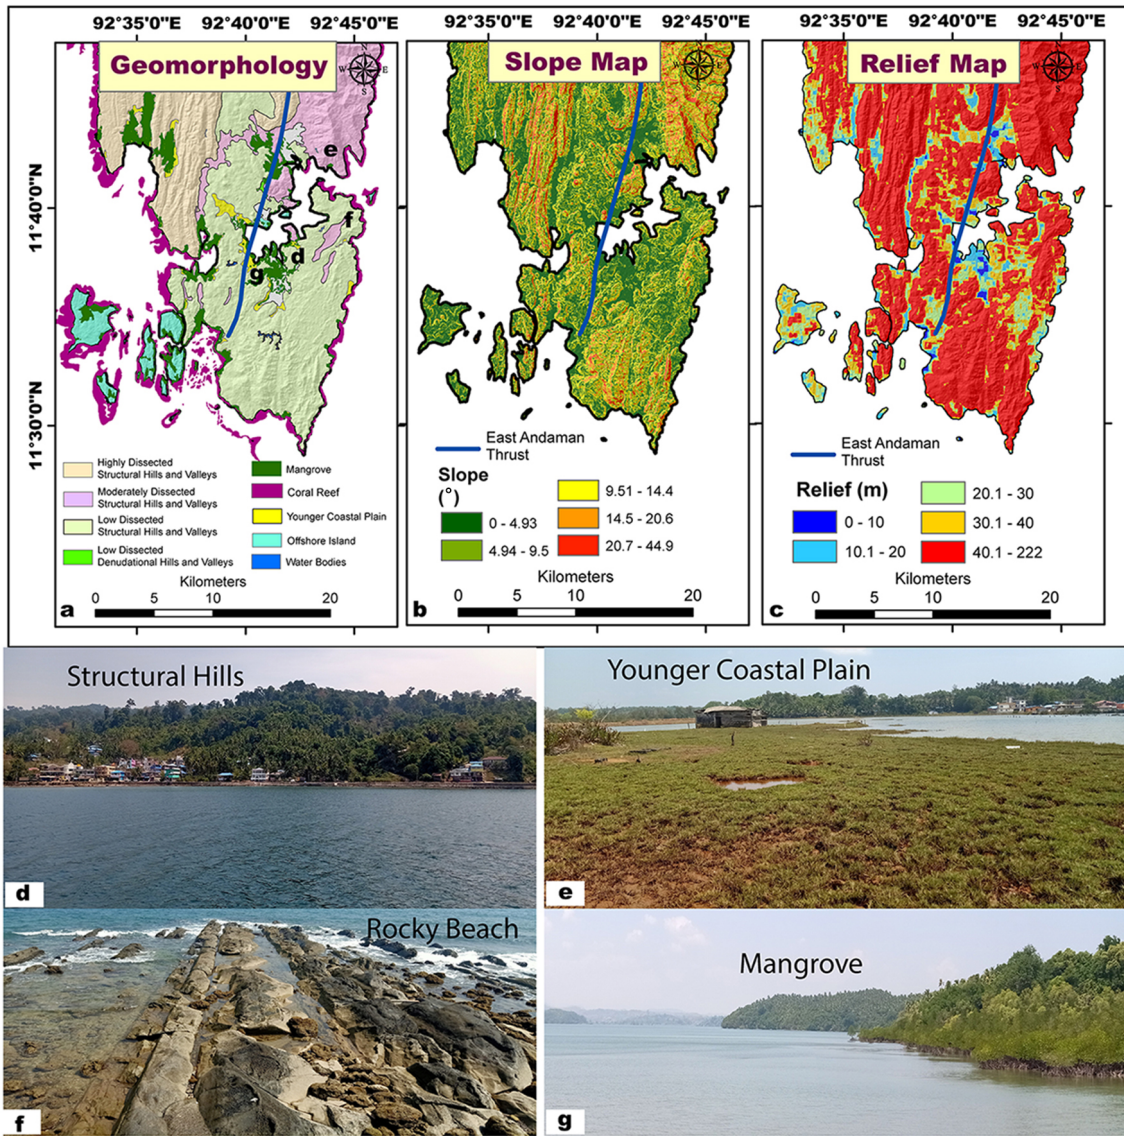 92°35'0"E 92°40'0"E 92°45'0"E
92°35'0"E 92°40'0"E 92°45'0"E
92°35'0"E 92°40'0"E 92°45'0"E
11°40'0"N
11°30'0"N
Geomorphology
N
W E
S
e
f
d
g
Highly Dissected
Structural Hills and Valleys
Moderately Dissected
Structural Hills and Valleys
Low Dissected
Structural Hills and Valleys
Low Dissected
Denudational Hills and Valleys
Mangrove
Coral Reef
Younger Coastal Plain
Offshore Island
Water Bodies
Kilometers
a 0 5 10 20
Slope Map
N
W E
S
East Andaman
Thrust
Slope
(°)
0 - 4.93
4.94 - 9.5
9.51 - 14.4
14.5 - 20.6
20.7 - 44.9
Kilometers
b 0 5 10 20
Relief Map
N
W E
S
East Andaman
Thrust
Relief (m)
0 - 10
10.1 - 20
20.1 - 30
30.1 - 40
40.1 - 222
Kilometers
c 0 5 10 20
Structural Hills
d
Younger Coastal Plain
e
Rocky Beach
f
Mangrove
g